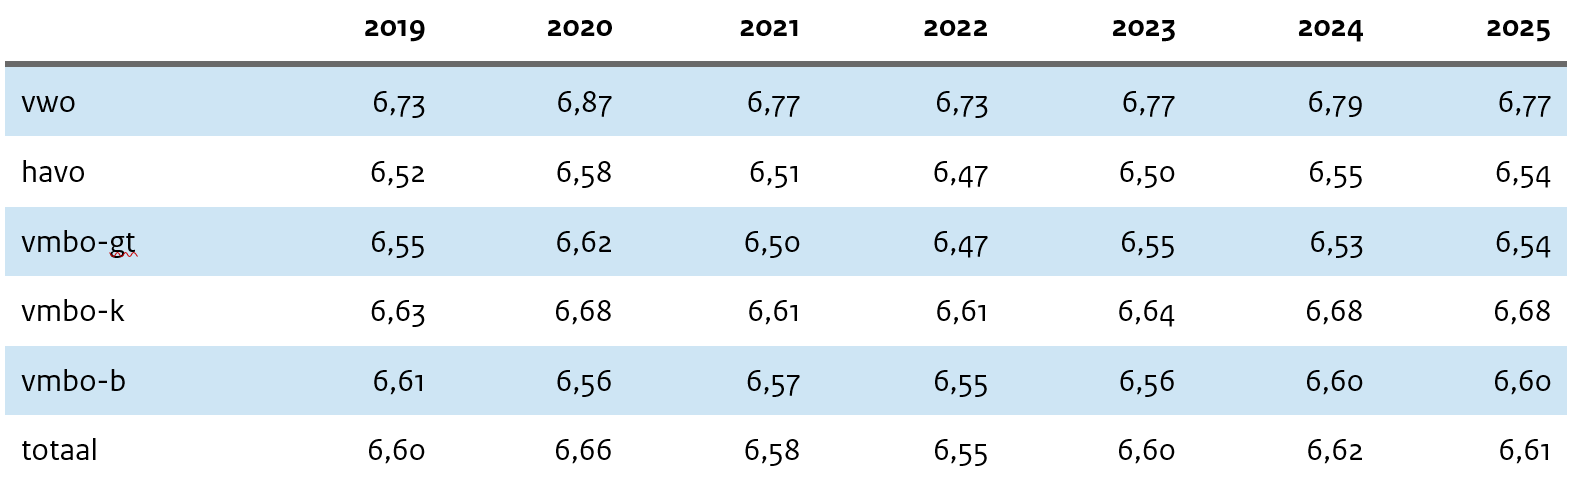 2019 2020 2021 2022 2023 2024 2025
vwo 6,73 6,87 6,77 6,73 6,77 6,79 6,77
havo 6,52 6,58 6,51 6,47 6,50 6,55 6,54
vmbo-gt 6,55 6,62 6,50 6,47 6,55 6,53 6,54
vmbo-k 6,63 6,68 6,61 6,61 6,64 6,68 6,68
vmbo-b 6,61 6,56 6,57 6,55 6,56 6,60 6,60
totaal 6,60 6,66 6,58 6,55 6,60 6,62 6,61